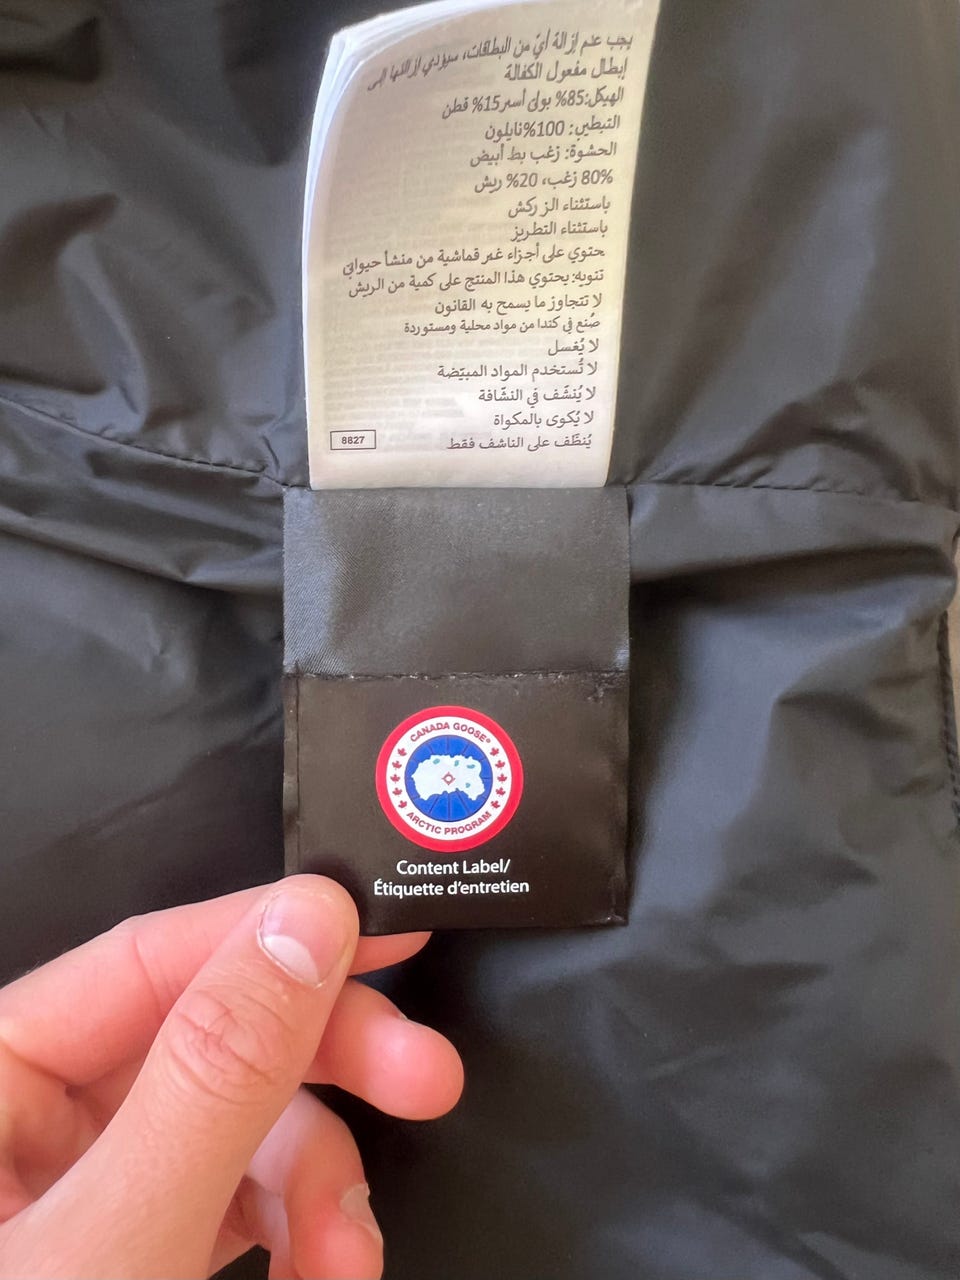 يجب عدم إزالة أيّ من البطاقات، سيؤدي إزالتها إلى
إبطال مفعول الكفالة
الهيكل:85% بولي أستر15% قطن
التبطين: 100%نايلون
الحشوة: زغب بط أبيض
80% زغب، 20% ريش
باستثناء الزركش
باستثناء التطريز
حتوي على أجزاء غير قماشية من منشأ حيواني
تنويه: يحتوي هذا المنتج على كمية من الريش
لا تتجاوز ما يسمح به القانون
صُنع في كندا من مواد محلية ومستوردة
لا يُغسل
لا تُستخدم المواد المبيّضة
لا يُنشّف في النشّافة
لا يُكوى بالمكواة
يُنظّف على الناشف فقط
8827
CANADA GOOSE®
ARCTIC PROGRAM
Content Label/
Étiquette d'entretien